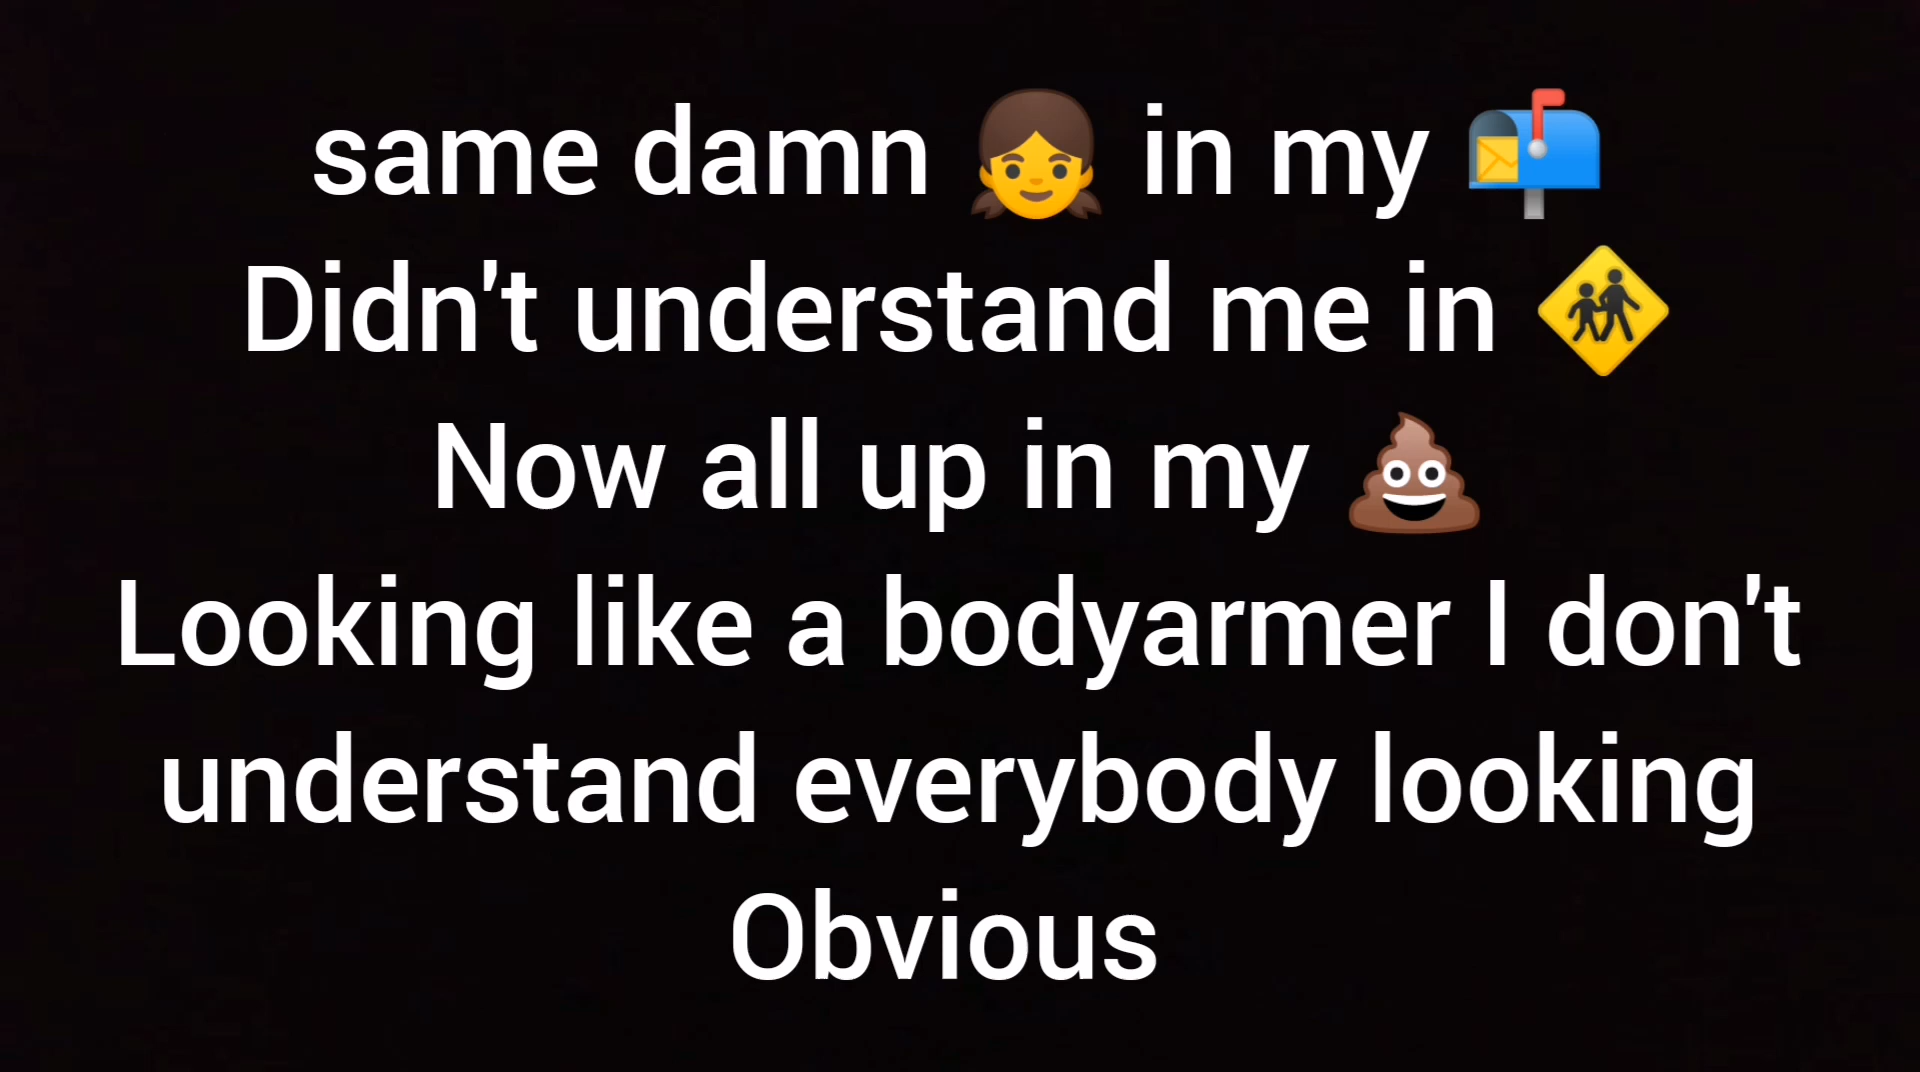 same damn 👧 in my 📬
Didn't understand me in 🚸
Now all up in my 💩
Looking like a bodyarmer I don't
understand everybody looking
Obvious